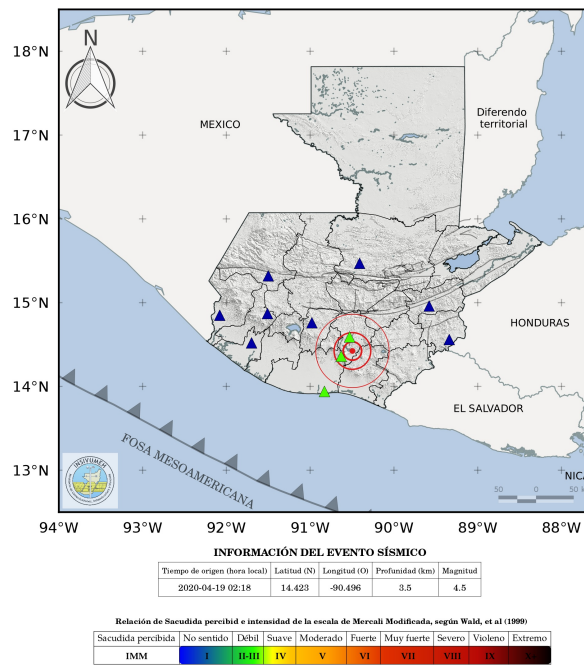 18°N
N
MEXICO
Diferendo
territorial
17°N
16°N
15°N
HONDURAS
14°N
EL SALVADOR
FOSA MESOAMERICANA
13°N
INSIVUMEH
NIC
50 0 50
94°W 93°W 92°W 91°W 90°W 89°W 88°W
INFORMACIÓN DEL EVENTO SÍSMICO
Tiempo de origen (hora local) Latitud (N) Longitud (O) Profunidad (km) Magnitud
2020-04-19 02:18 14.423 -90.496 3.5 4.5
Relación de Sacudida percibid e intensidad de la escala de Mercali Modificada, según Wald, et al (1999)
Sacudida percibida No sentido Débil Suave Moderado Fuerte Muy fuerte Severo Violeno Extremo
IMM I II-III IV V VI VII VIII IX